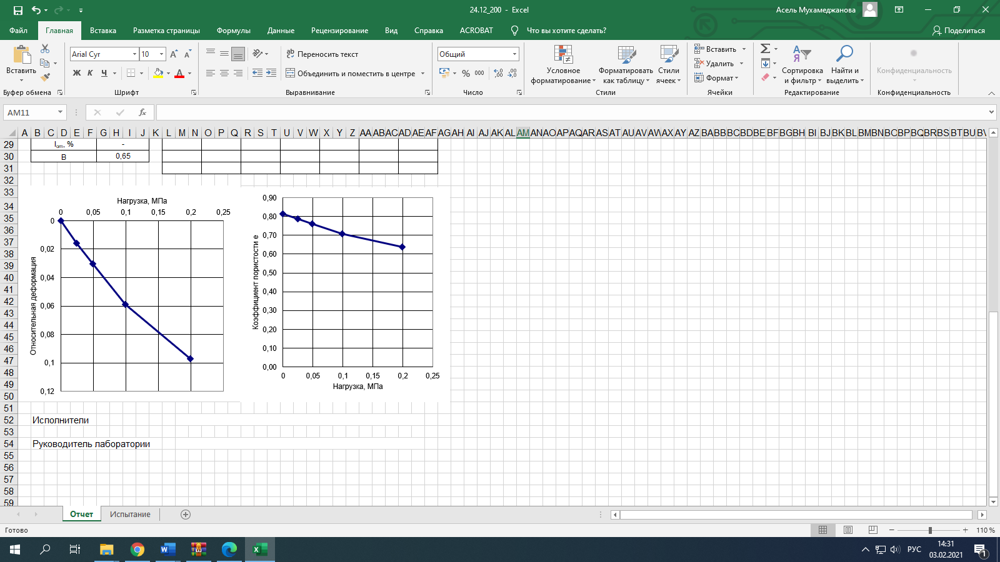 24.12_200 - Excel
Асель Мухамеджанова
Файл Главная Вставка Разметка страницы Формулы Данные Рецензирование Вид Справка ACROBAT Что вы хотите сделать? Поделиться
Вставить
Буфер обмена
Arial Cyr 10
Ж К Ч
Шрифт
Переносить текст
Объединить и поместить в центре
Выравнивание
Общий
% 000
Число
Условное форматирование
Форматировать как таблицу
Стили ячеек
Стили
Вставить
Удалить
Формат
Ячейки
Сортировка и фильтр
Найти и выделить
Редактирование
Конфиденциальность
Конфиденциальность
AM11
fx
A B C D E F G H I J K L M N O P Q R S T U V W X Y Z AA AB AC AD AE AF AG AH AI AJ AK AL AM AN AO AP AQ AR AS AT AU AV AW AX AY AZ BA BB BC BD BE BF BG BH BI BJ BK BL BM BN BO BP BQ BR BS BT BU BV
29 Iom, % -
30 B 0,65
31
32
33
34
35
36
37
38
39
40
41
42
43
44
45
46
47
48
49
50
51
52
53
54
55
56
57
58
59
Нагрузка, МПа
0 0,05 0,1 0,15 0,2 0,25
0
0,02
0,04
0,06
0,08
0,1
0,12
Относительная деформация
0,90
0,80
0,70
0,60
0,50
0,40
0,30
0,20
0,10
0,00
Коэффициент пористости е
0 0,05 0,1 0,15 0,2 0,25
Нагрузка, МПа
Исполнители
Руководитель лаборатории
Отчет Испытание
Готово
110 %
РУС
14:31
03.02.2021
1